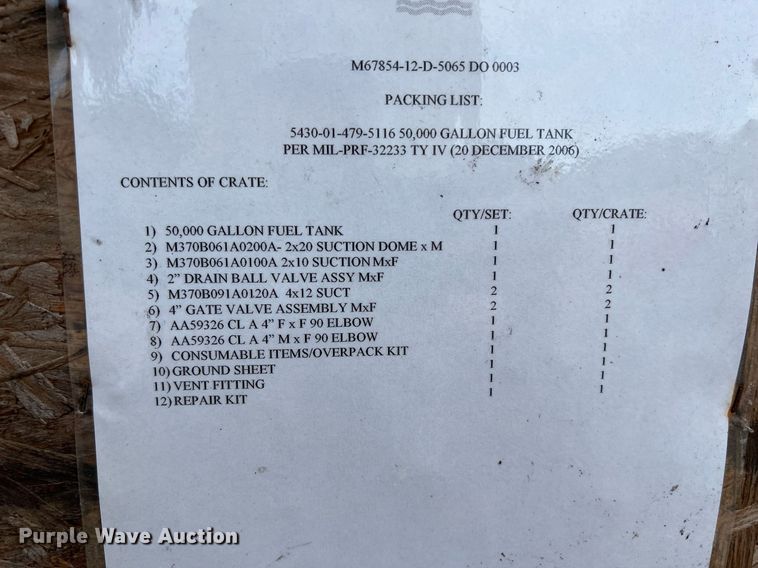 M67854-12-D-5065 DO 0003
PACKING LIST:
5430-01-479-5116 50,000 GALLON FUEL TANK
PER MIL-PRF-32233 TY IV (20 DECEMBER 2006)
CONTENTS OF CRATE:
QTY/SET: QTY/CRATE:
1) 50,000 GALLON FUEL TANK 1 1
2) M370B061A0200A- 2x20 SUCTION DOME x M 1 1
3) M370B061A0100A 2x10 SUCTION MxF 1 1
4) 2” DRAIN BALL VALVE ASSY MxF 1 1
5) M370B091A0120A 4x12 SUCT 2 2
6) 4” GATE VALVE ASSEMBLY MxF 2 2
7) AA59326 CL A 4” F x F 90 ELBOW 1 1
8) AA59326 CL A 4” M x F 90 ELBOW 1 1
9) CONSUMABLE ITEMS/OVERPACK KIT 1 1
10) GROUND SHEET 1 1
11) VENT FITTING 1 1
12) REPAIR KIT 1 1
Purple Wave Auction